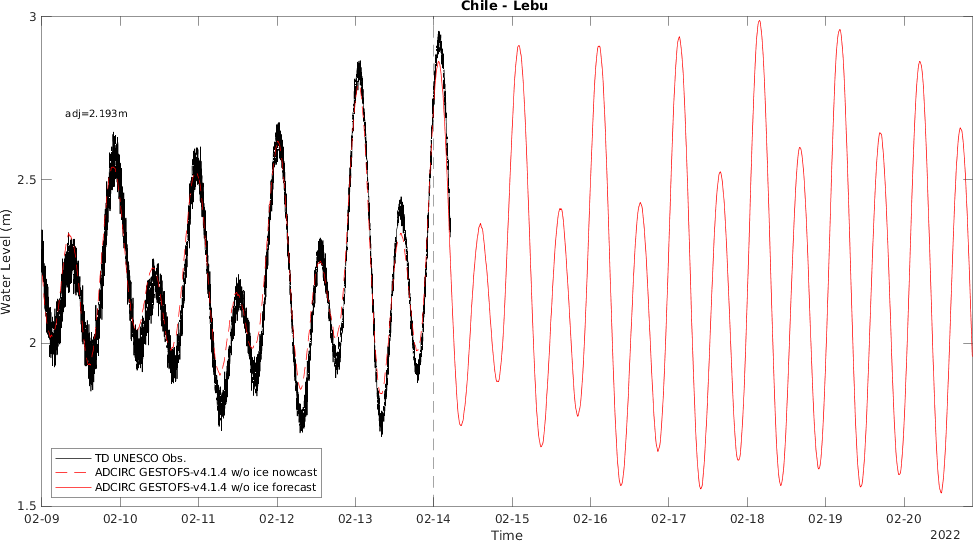 Chile - Lebu
3
adj=2.193m
2.5
Water Level (m)
2
TD UNESCO Obs.
ADCIRC GESTOFS-v4.1.4 w/o ice nowcast
ADCIRC GESTOFS-v4.1.4 w/o ice forecast
1.5
02-09 02-10 02-11 02-12 02-13 02-14 02-15 02-16 02-17 02-18 02-19 02-20
Time
2022